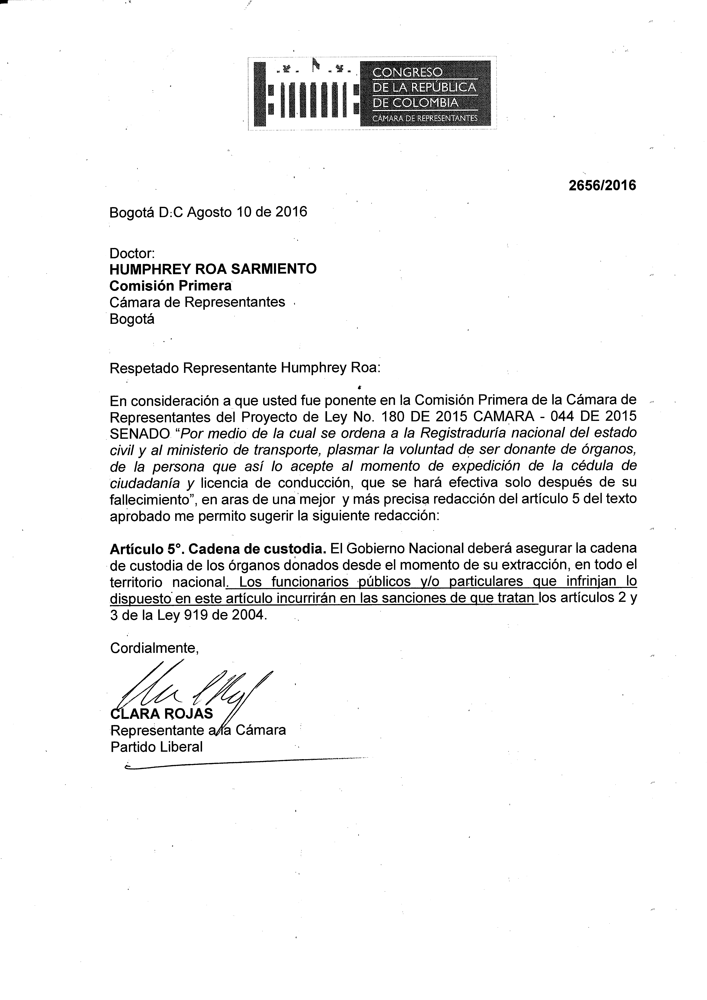 CONGRESO
DE LA REPÚBLICA
DE COLOMBIA
CÁMARA DE REPRESENTANTES
2656/2016
Bogotá D.C Agosto 10 de 2016
Doctor:
HUMPHREY ROA SARMIENTO
Comisión Primera
Cámara de Representantes
Bogotá
Respetado Representante Humphrey Roa:
En consideración a que usted fue ponente en la Comisión Primera de la Cámara de
Representantes del Proyecto de Ley No. 180 DE 2015 CAMARA - 044 DE 2015
SENADO “Por medio de la cual se ordena a la Registraduría nacional del estado
civil y al ministerio de transporte, plasmar la voluntad de ser donante de órganos,
de la persona que así lo acepte al momento de expedición de la cédula de
ciudadanía y licencia de conducción, que se hará efectiva solo después de su
fallecimiento”, en aras de una mejor y más precisa redacción del artículo 5 del texto
aprobado me permito sugerir la siguiente redacción:
Artículo 5°. Cadena de custodia. El Gobierno Nacional deberá asegurar la cadena
de custodia de los órganos donados desde el momento de su extracción, en todo el
territorio nacional. Los funcionarios públicos y/o particulares que infrinjan lo
dispuesto en este artículo incurrirán en las sanciones de que tratan los artículos 2 y
3 de la Ley 919 de 2004.
Cordialmente,
CLARA ROJAS
Representante a la Cámara
Partido Liberal